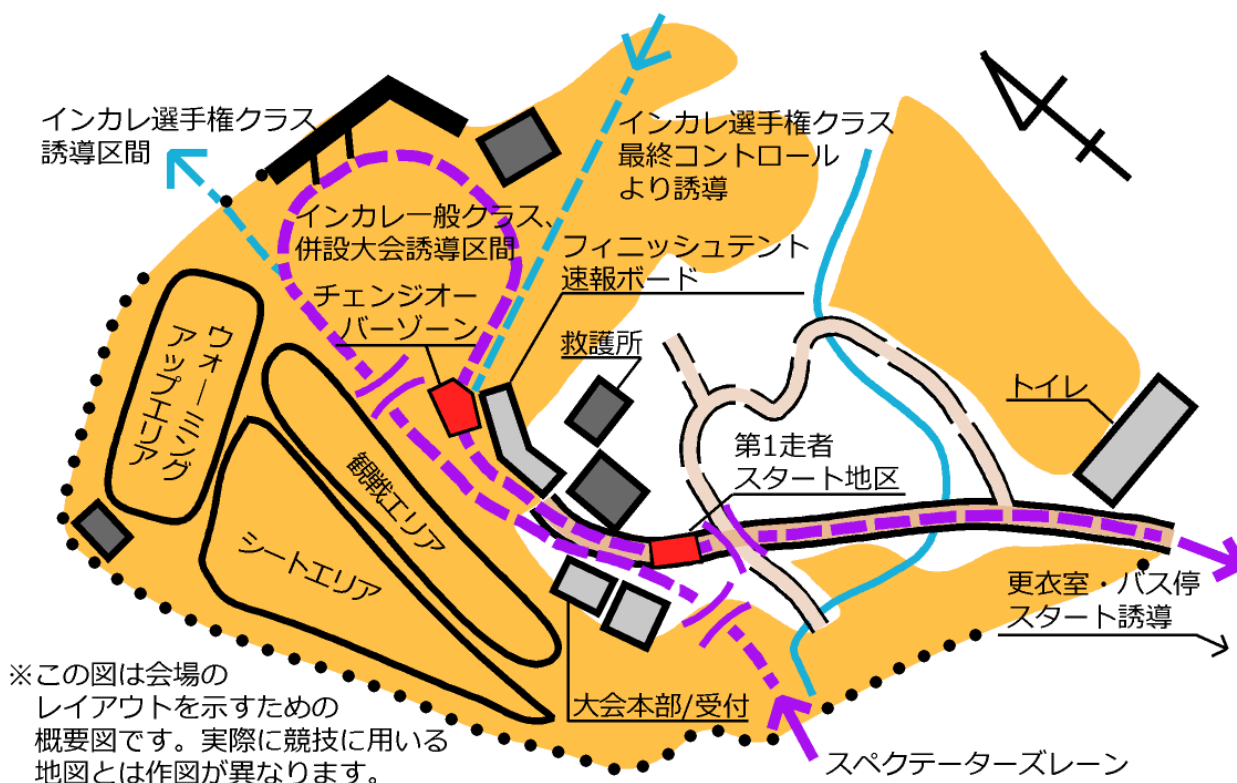 インカレ選手権クラス
誘導区間
インカレ選手権クラス
最終コントロール
より誘導
インカレ一般クラス、
併設大会誘導区間
フィニッシュテント
速報ボード
チェンジオー
バーゾーン
救護所
トイレ
ウォーミング
アップエリア
観戦エリア
シートエリア
第1走者
スタート地区
更衣室・バス停
スタート誘導
大会本部/受付
スペクテーターズレーン
※この図は会場の
レイアウトを示すための
概要図です。実際に競技に用いる
地図とは作図が異なります。